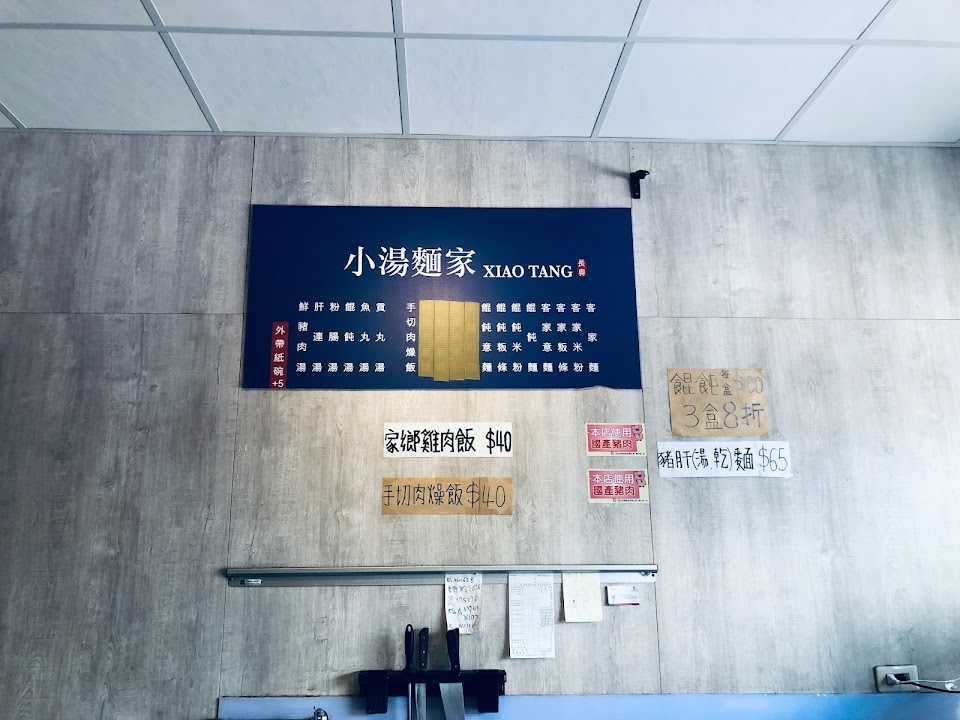 小湯麵家 XIAO TANG 長興
客家麵
客家米粉
客家粄條
客家意麵
餛飩麵
餛飩米粉
餛飩粄條
餛飩意麵
手切肉燥飯
貢丸湯
魚丸湯
餛飩湯
粉腸湯
肝連湯
鮮豬肉湯
外帶紙碗+5
家鄉雞肉飯 $40
手切肉燥飯$40
本店使用
國產豬肉
本店使用
國產豬肉
餛飩每盒
3盒8折
豬肝(湯、乾)麵 $65